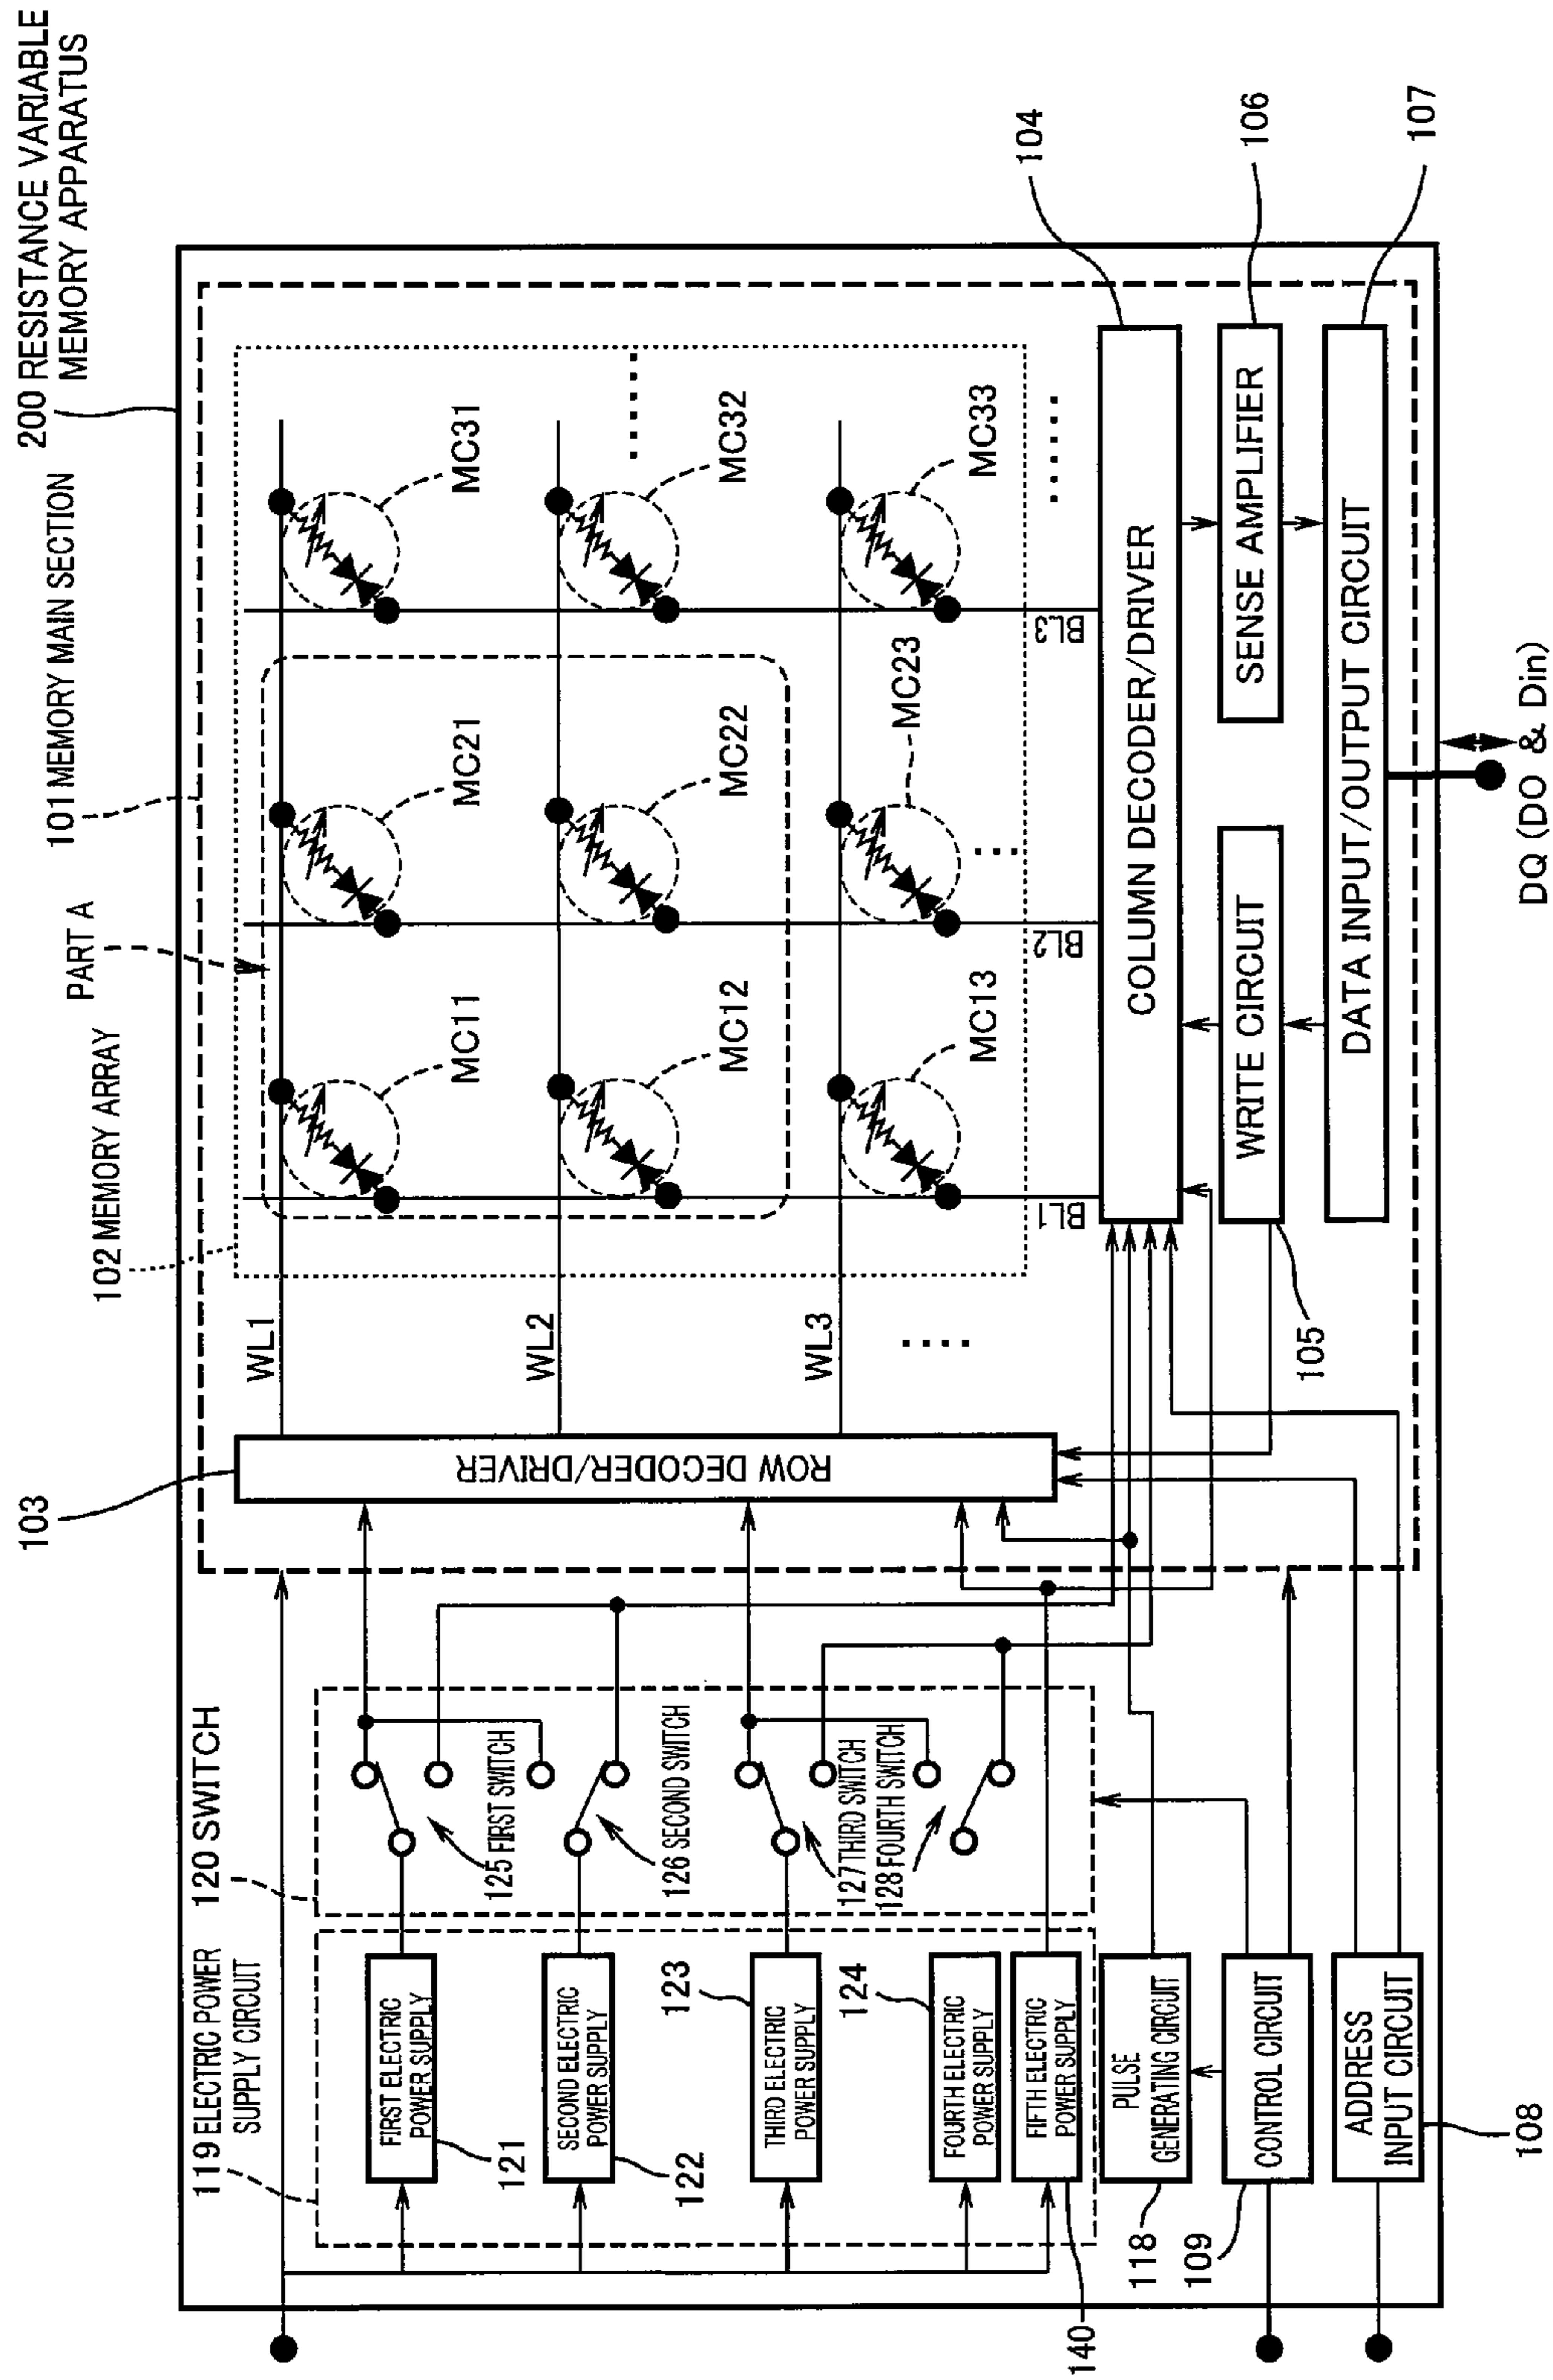 200 RESISTANCE VARIABLE
MEMORY APPARATUS
101 MEMORY MAIN SECTION
PART A
102 MEMORY ARRAY
103
120 SWITCH
119 ELECTRIC POWER
SUPPLY CIRCUIT
WL1
WL2
WL3
MC11
MC21
MC31
MC12
MC22
MC32
MC13
MC23
MC33
BL1
BL2
BL3
ROW DECODER/DRIVER
COLUMN DECODER/DRIVER
104
WRITE CIRCUIT
105
SENSE AMPLIFIER
106
DATA INPUT/OUTPUT CIRCUIT
107
DQ (DO & Din)
125 FIRST SWITCH
126 SECOND SWITCH
127 THIRD SWITCH
128 FOURTH SWITCH
FIRST ELECTRIC
POWER SUPPLY
121
SECOND ELECTRIC
POWER SUPPLY
122
THIRD ELECTRIC
POWER SUPPLY
123
FOURTH ELECTRIC
POWER SUPPLY
124
FIFTH ELECTRIC
POWER SUPPLY
140
PULSE
GENERATING CIRCUIT
118
CONTROL CIRCUIT
109
ADDRESS
INPUT CIRCUIT
108